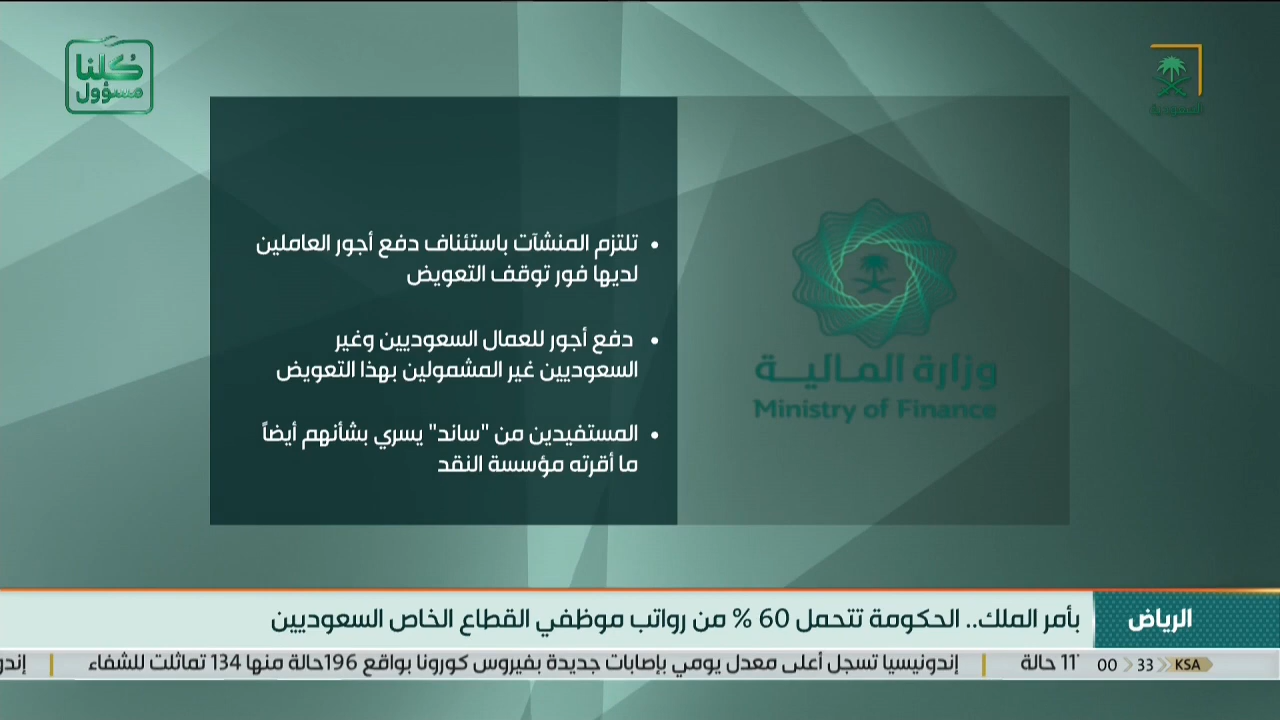 كلنا
مسؤول
السعودية
تلتزم المنشآت باستئناف دفع أجور العاملين
لديها فور توقف التعويض
دفع أجور للعمال السعوديين وغير
السعوديين غير المشمولين بهذا التعويض
المستفيدين من "ساند" يسري بشأنهم أيضاً
ما أقرته مؤسسة النقد
وزارة المالية
Ministry of Finance
الرياض
بأمر الملك.. الحكومة تتحمل 60 % من رواتب موظفي القطاع الخاص السعوديين
KSA 33 00
11 حالة | إندونيسيا تسجل أعلى معدل يومي بإصابات جديدة بفيروس كورونا بواقع 196حالة منها 134 تماثلت للشفاء |